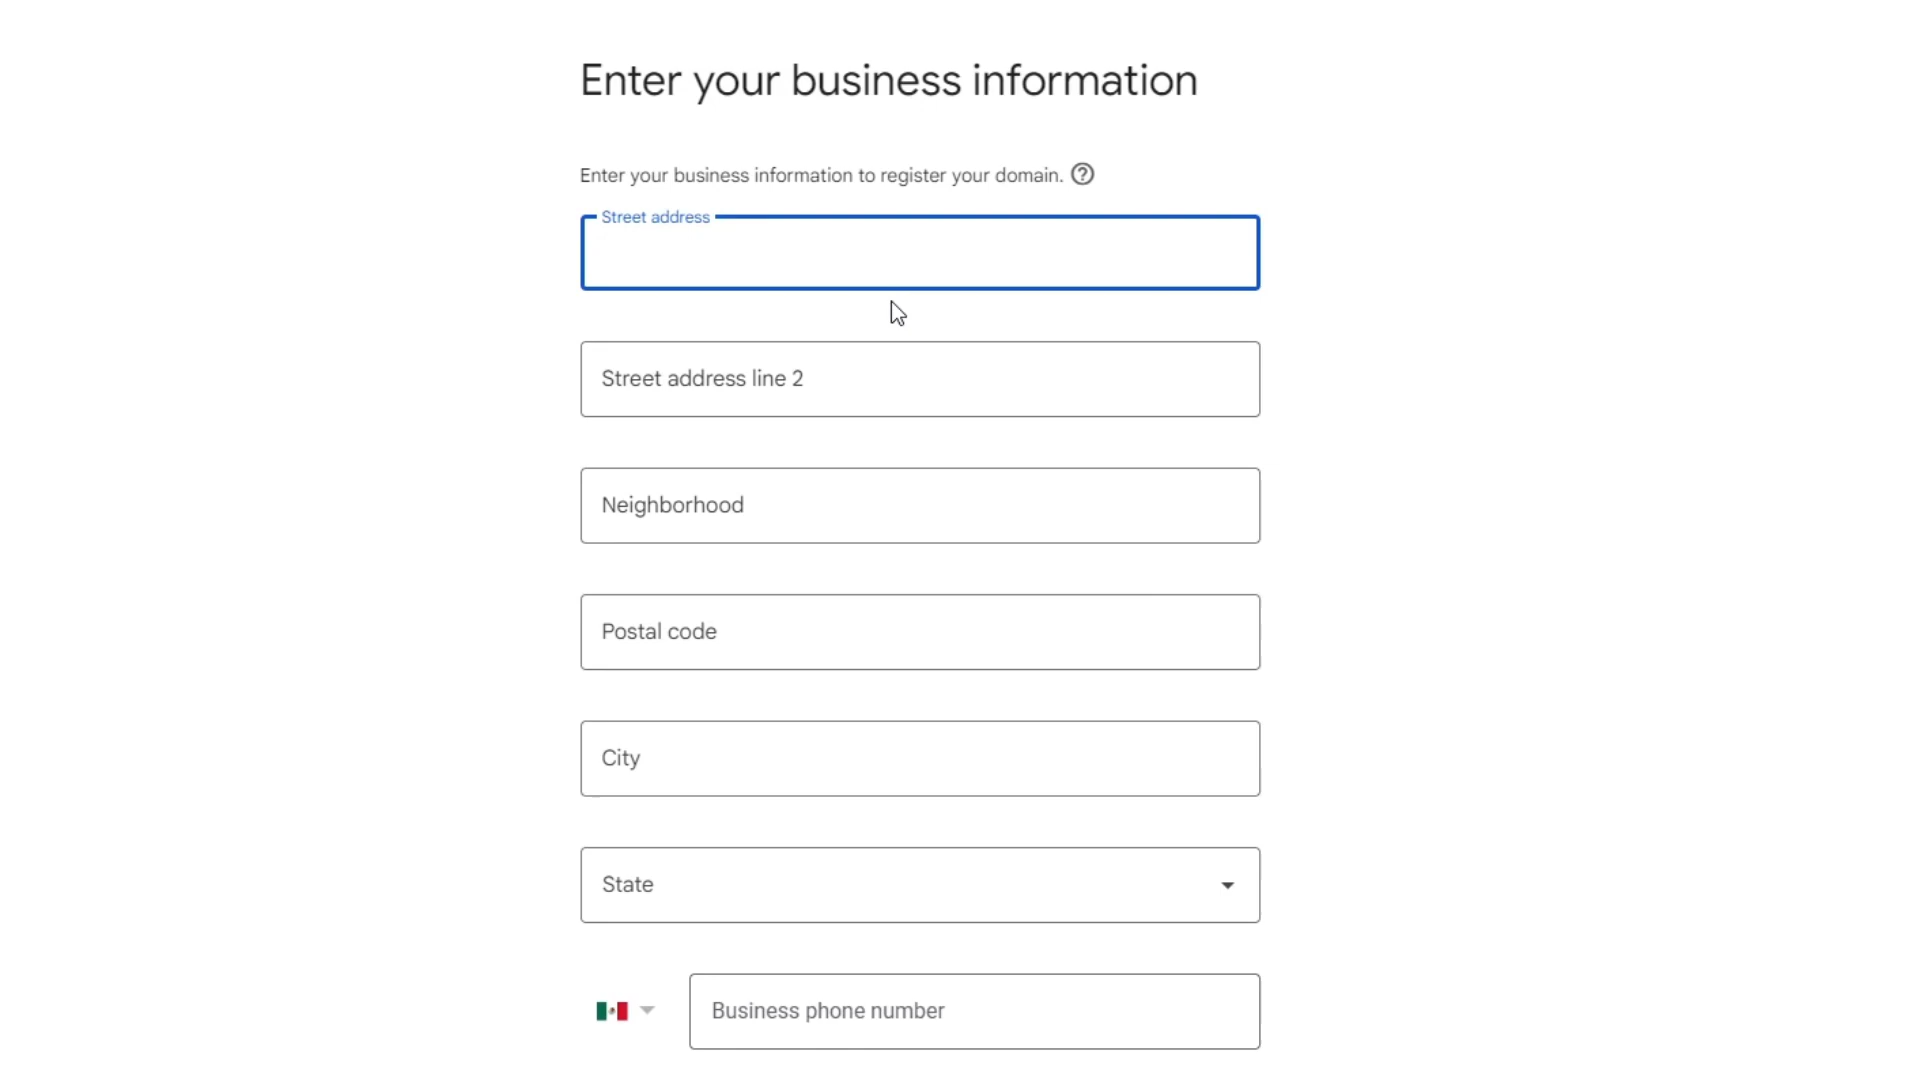 Enter your business information
Enter your business information to register your domain.
Street address
Street address line 2
Neighborhood
Postal code
City
State
Business phone number